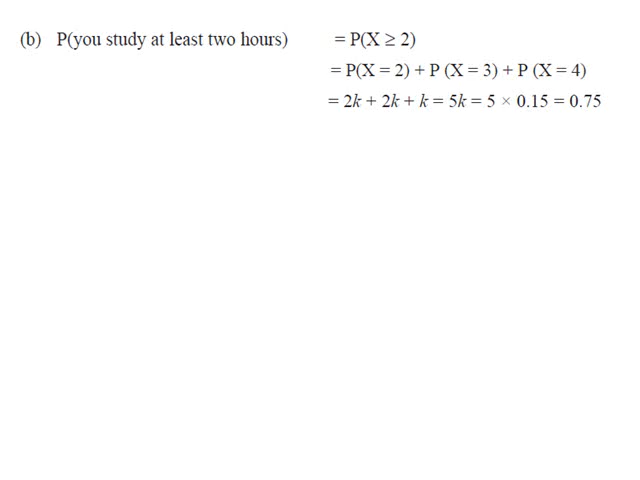 (b) P(you study at least two hours) = P(X ≥ 2)
= P(X = 2) + P (X = 3) + P (X = 4)
= 2k + 2k + k = 5k = 5 × 0.15 = 0.75